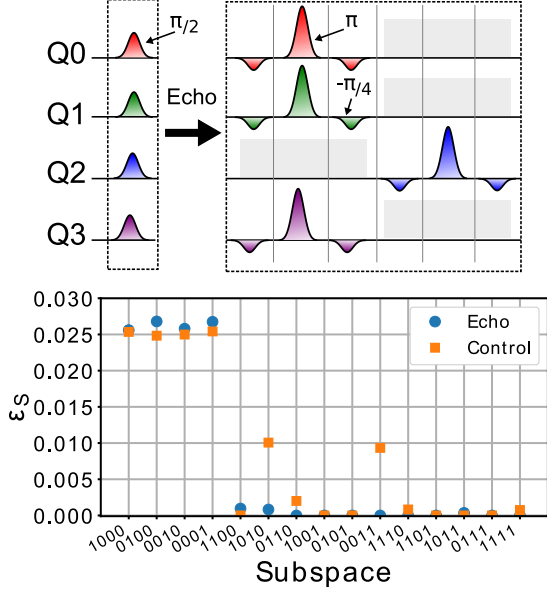 π/2
π
Q0
Echo
-π/4
Q1
Q2
Q3
0.030
0.025
0.020
0.015
0.010
0.005
0.000
εS
Echo
Control
1000
0100
0010
0001
1100
1010
0110
1001
0101
0011
1110
1101
1011
0111
1111
Subspace